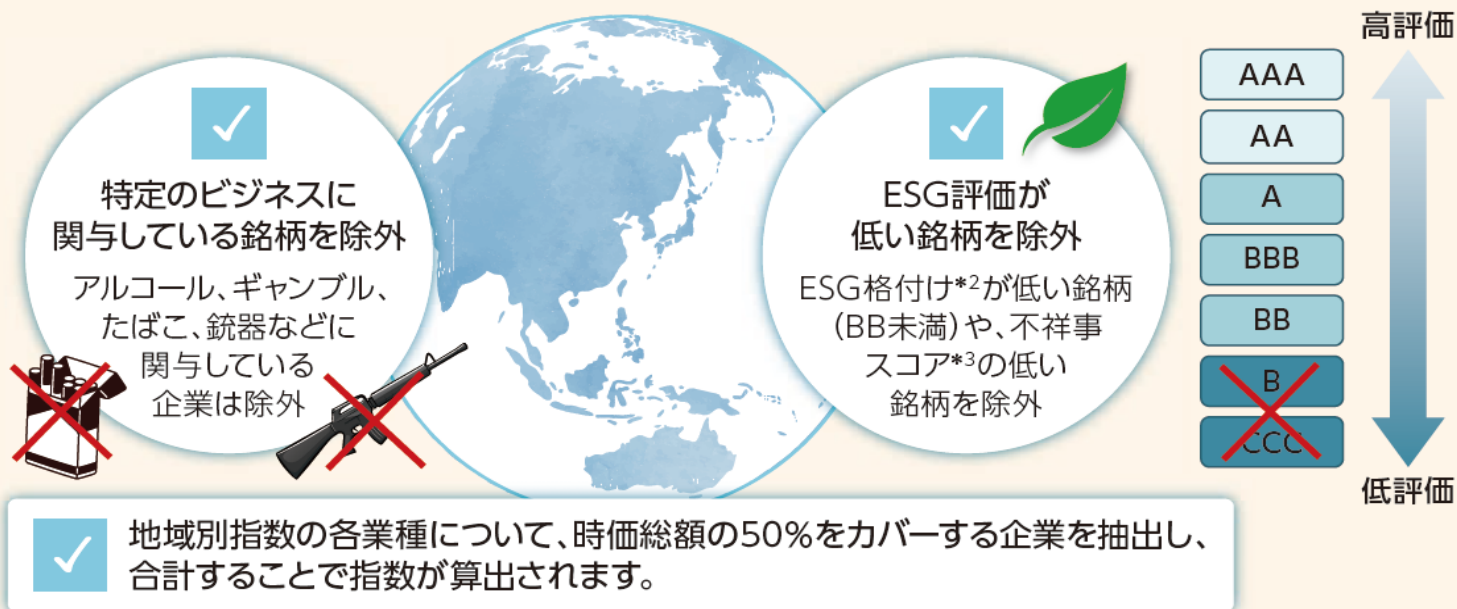 特定のビジネスに
関与している銘柄を除外
アルコール、ギャンブル、
たばこ、銃器などに
関与している
企業は除外
ESG評価が
低い銘柄を除外
ESG格付け*2が低い銘柄
(BB未満)や、不祥事
スコア*3の低い
銘柄を除外
高評価
AAA
AA
A
BBB
BB
B
CCC
低評価
地域別指数の各業種について、時価総額の50%をカバーする企業を抽出し、
合計することで指数が算出されます。